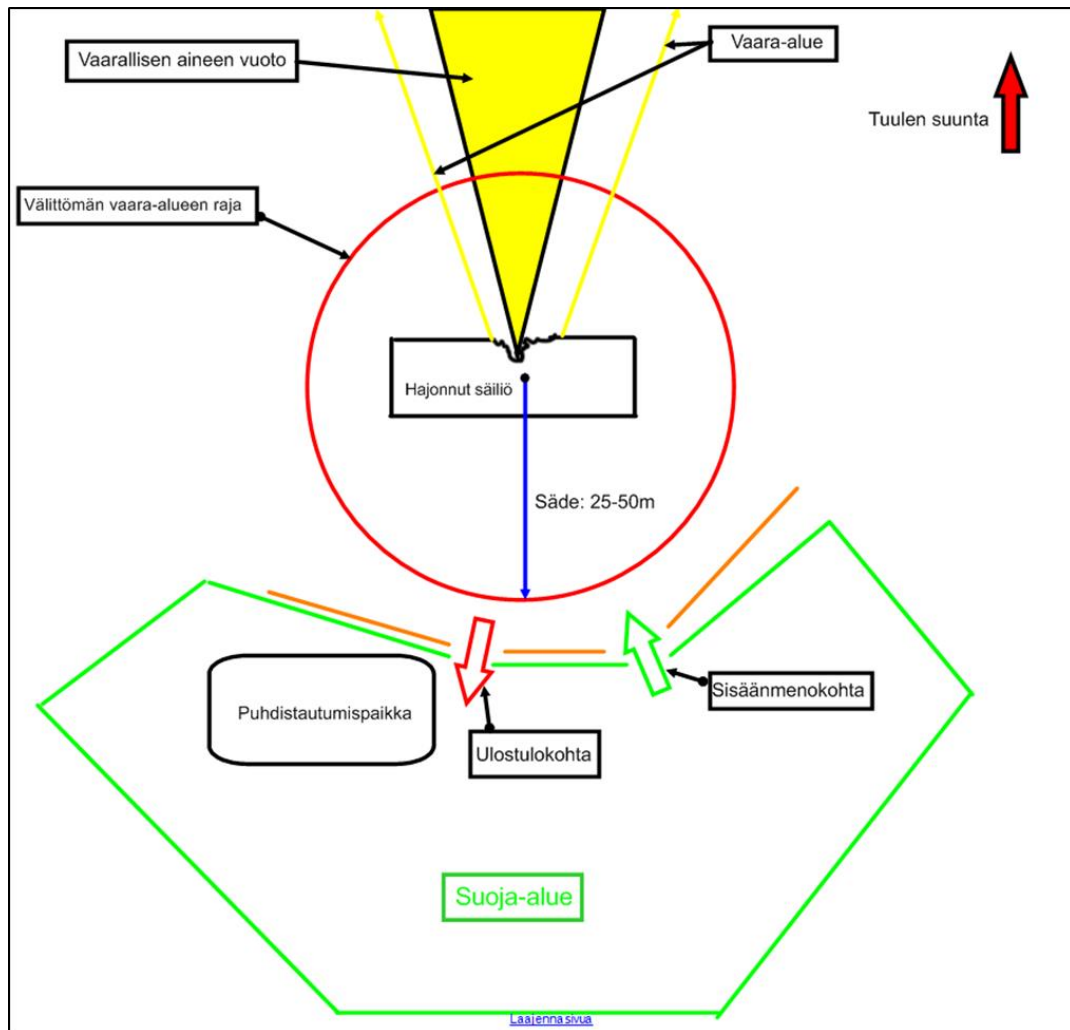 Vaarallisen aineen vuoto
Vaara-alue
Tuulen suunta
Välittömän vaara-alueen raja
Hajonnut säiliö
Säde: 25-50m
Sisäänmenokohta
Puhdistautumispaikka
Ulostulokohta
Suoja-alue
Laajenna sivua